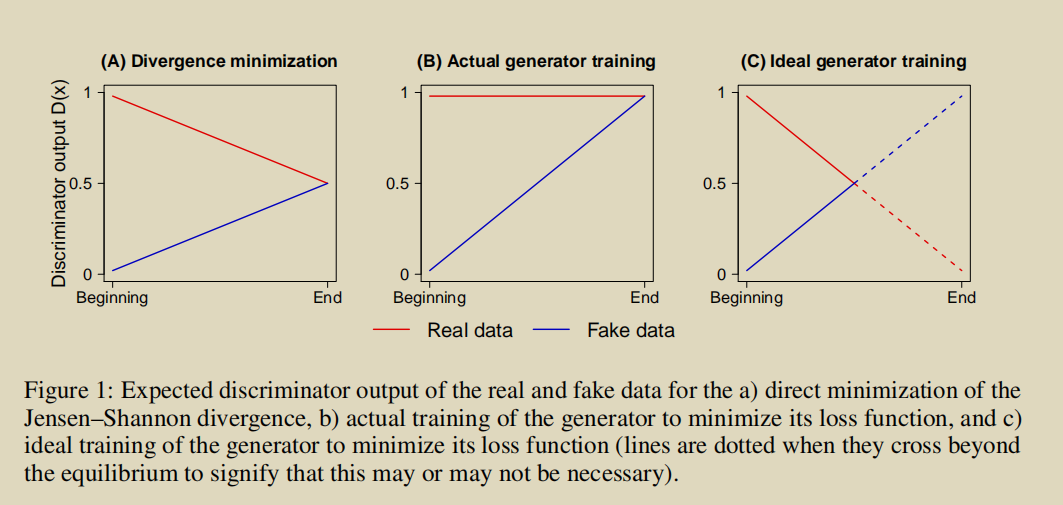 (A) Divergence minimization
(B) Actual generator training
(C) Ideal generator training
Discriminator output D(x)
1
0.5
0
Beginning
End
1
0.5
0
Beginning
End
1
0.5
0
Beginning
End
Real data
Fake data
Figure 1: Expected discriminator output of the real and fake data for the a) direct minimization of the
Jensen–Shannon divergence, b) actual training of the generator to minimize its loss function, and c)
ideal training of the generator to minimize its loss function (lines are dotted when they cross beyond
the equilibrium to signify that this may or may not be necessary).